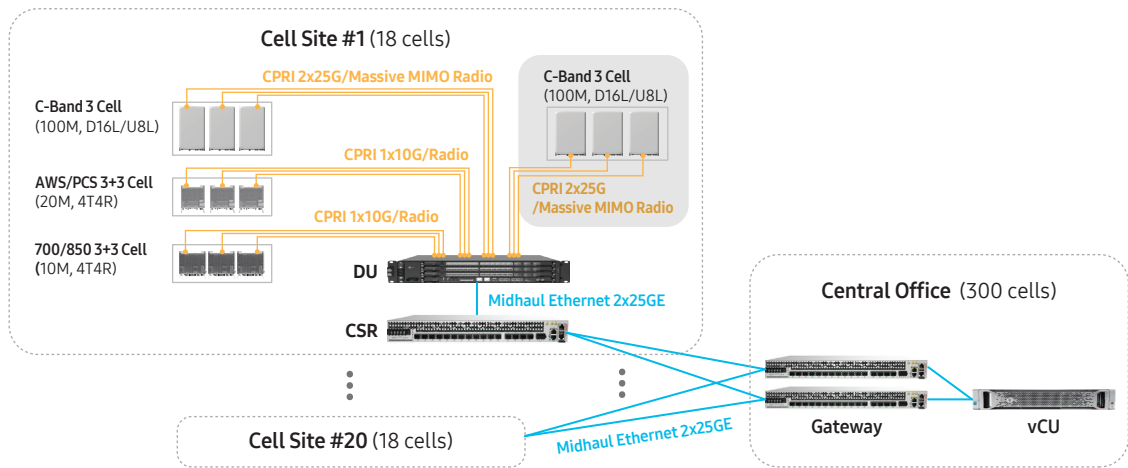 Cell Site #1 (18 cells)
CPRI 2x25G/Massive MIMO Radio
C-Band 3 Cell
(100M, D16L/U8L)
C-Band 3 Cell
(100M, D16L/U8L)
CPRI 1x10G/Radio
AWS/PCS 3+3 Cell
(20M, 4T4R)
CPRI 2x25G
/Massive MIMO Radio
CPRI 1x10G/Radio
700/850 3+3 Cell
(10M, 4T4R)
DU
Midhaul Ethernet 2x25GE
CSR
Central Office (300 cells)
Gateway
vCU
Midhaul Ethernet 2x25GE
Cell Site #20 (18 cells)